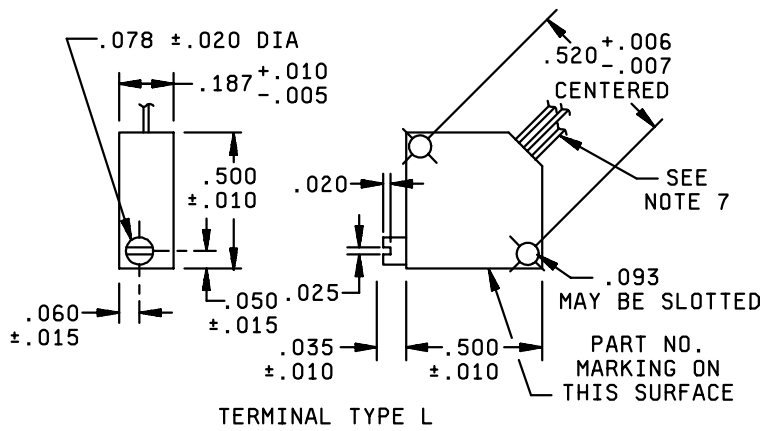 .078 ±.020 DIA
.187 +.010
-.005
.520 +.006
-.007
CENTERED
.500
±.010
.020
SEE
NOTE 7
.025
.050
±.015
.060
±.015
.093
MAY BE SLOTTED
.035
±.010
.500
±.010
PART NO.
MARKING ON
THIS SURFACE
TERMINAL TYPE L